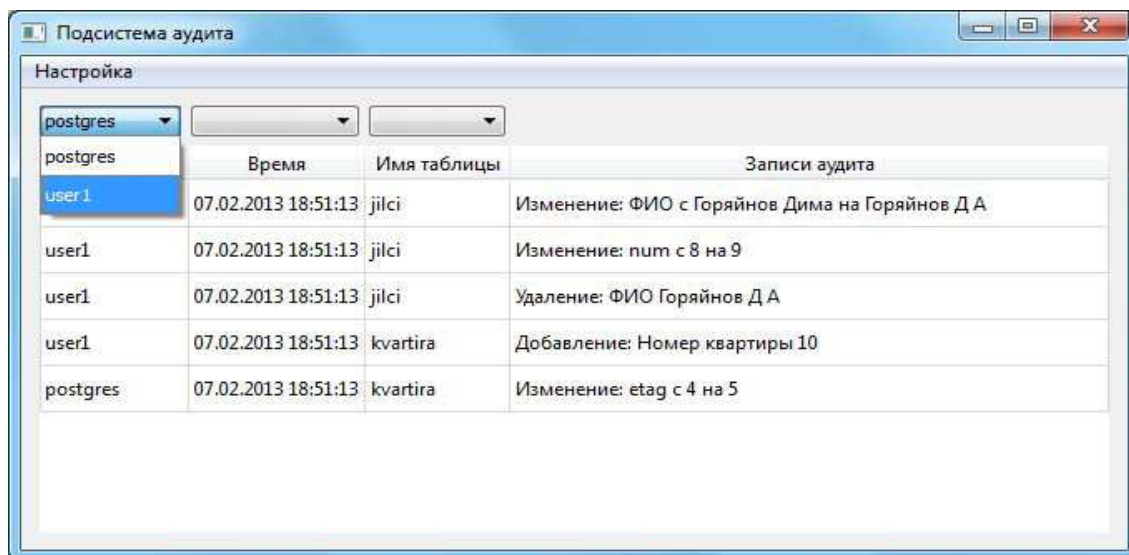 Подсистема аудита
Настройка
postgres
postgres
user1
Время Имя таблицы Записи аудита
07.02.2013 18:51:13 jilci Изменение: ФИО с Горяйнов Дима на Горяйнов Д А
user1 07.02.2013 18:51:13 jilci Изменение: num с 8 на 9
user1 07.02.2013 18:51:13 jilci Удаление: ФИО Горяйнов Д А
user1 07.02.2013 18:51:13 kvartira Добавление: Номер квартиры 10
postgres 07.02.2013 18:51:13 kvartira Изменение: etag с 4 на 5